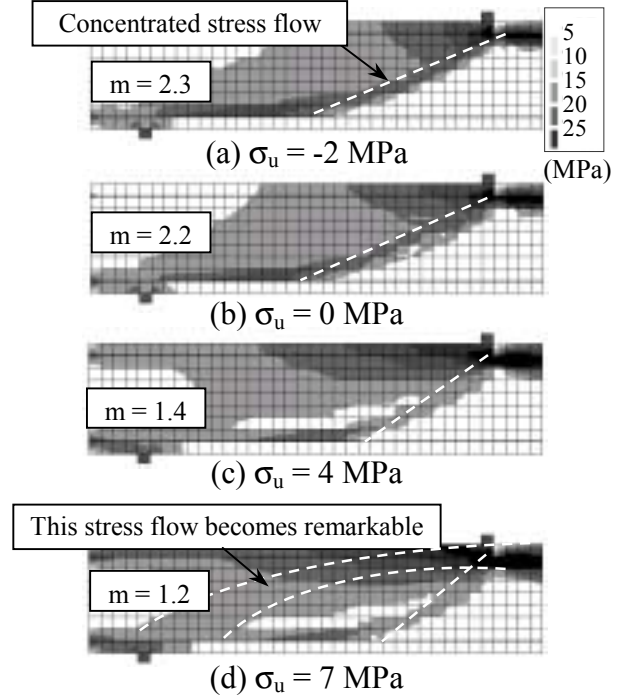 Concentrated stress flow
m = 2.3
5
10
15
20
25
(MPa)
(a) σu = -2 MPa
m = 2.2
(b) σu = 0 MPa
m = 1.4
(c) σu = 4 MPa
This stress flow becomes remarkable
m = 1.2
(d) σu = 7 MPa